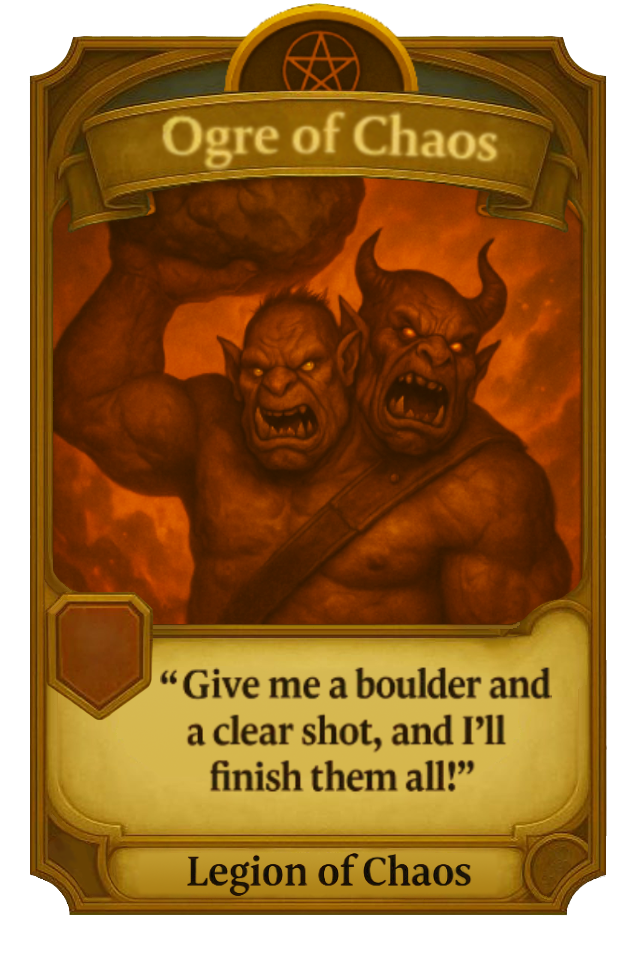 Ogre of Chaos
“Give me a boulder and
a clear shot, and I’ll
finish them all!”
Legion of Chaos